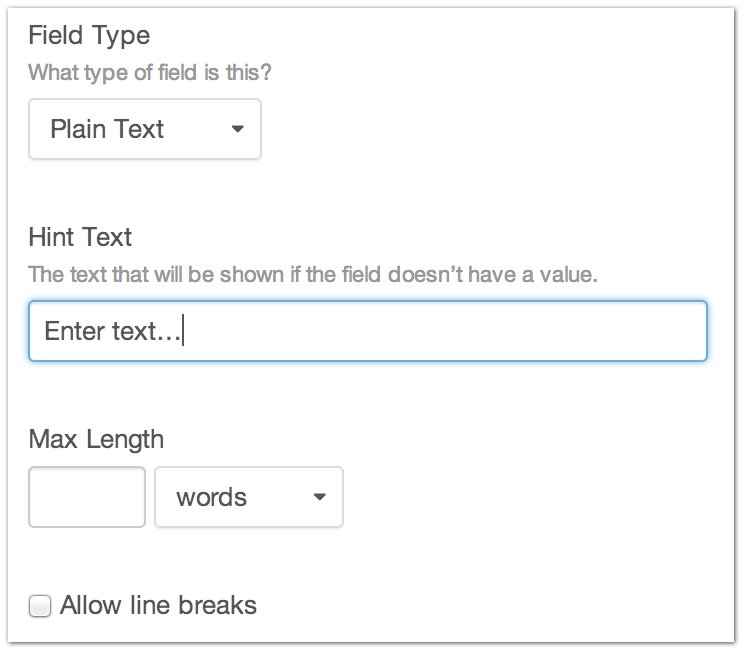 Field Type
What type of field is this?
Plain Text
Hint Text
The text that will be shown if the field doesn’t have a value.
Enter text…
Max Length
words
Allow line breaks